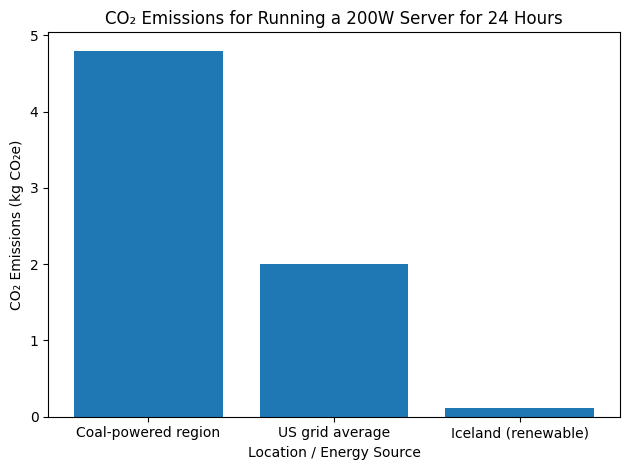 CO₂ Emissions for Running a 200W Server for 24 Hours
CO₂ Emissions (kg CO₂e)
5
4
3
2
1
0
Coal-powered region
US grid average
Iceland (renewable)
Location / Energy Source